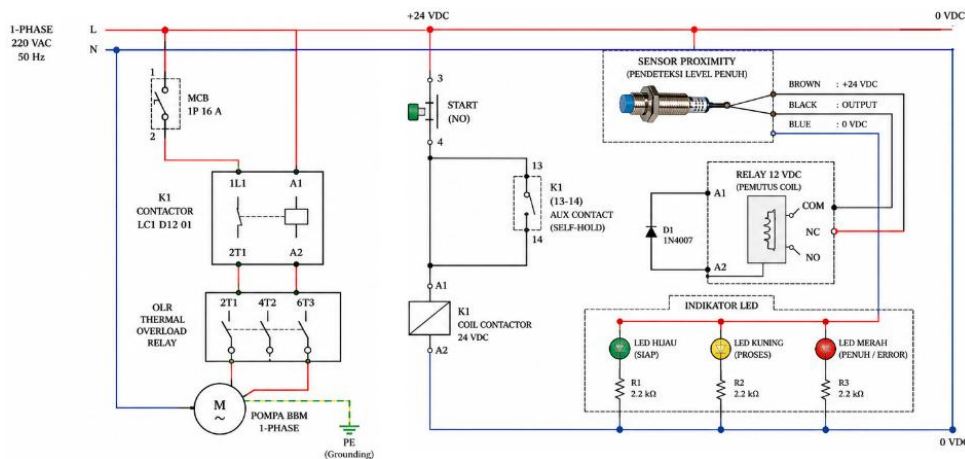 1-PHASE
220 VAC
50 Hz
L
N
+24 VDC
0 VDC
1
MCB
1P 16 A
2
K1
CONTACTOR
LC1 D12 01
1L1
A1
2T1
A2
OLR
THERMAL
OVERLOAD
RELAY
2T1
4T2
6T3
M
~
POMPA BBM
1-PHASE
PE
(Grounding)
3
START
(NO)
4
13
K1
(13-14)
AUX CONTACT
(SELF-HOLD)
14
A1
K1
COIL CONTACTOR
24 VDC
A2
SENSOR PROXIMITY
(PENDETEKSI LEVEL PENUH)
BROWN : +24 VDC
BLACK : OUTPUT
BLUE : 0 VDC
RELAY 12 VDC
(PEMUTUS COIL)
A1
COM
D1
1N4007
NC
A2
NO
INDIKATOR LED
LED HIJAU
(SIAP)
LED KUNING
(PROSES)
LED MERAH
(PENUH / ERROR)
R1
2.2 kΩ
R2
2.2 kΩ
R3
2.2 kΩ
0 VDC